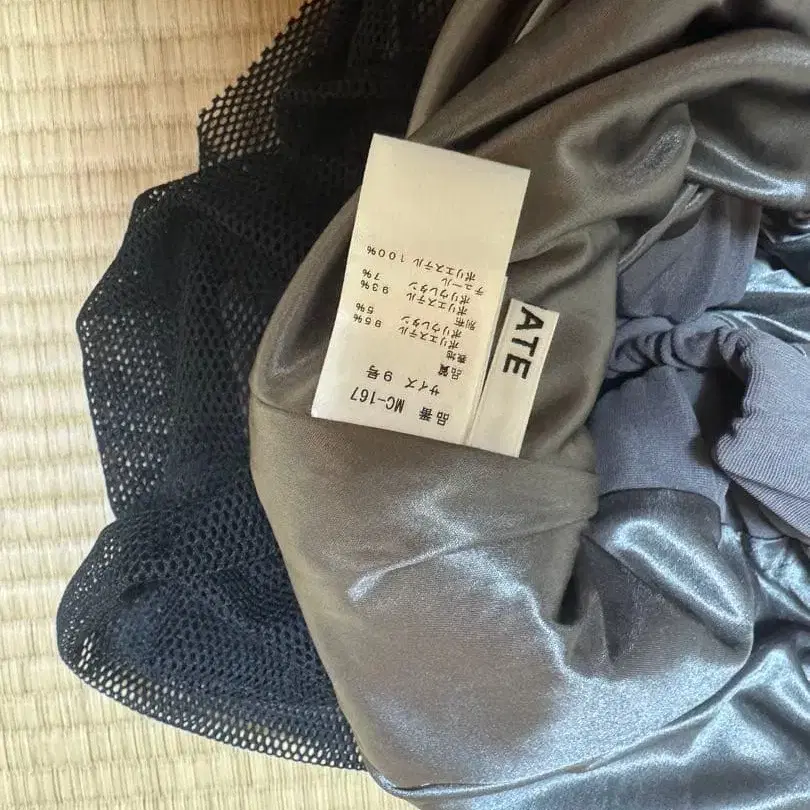 品番 MC-167
サイズ 9号
品質
表地
ポリエステル 95%
ポリウレタン 5%
別布
ポリエステル 93%
ポリウレタン 7%
チュール
ポリエステル 100%
ATE